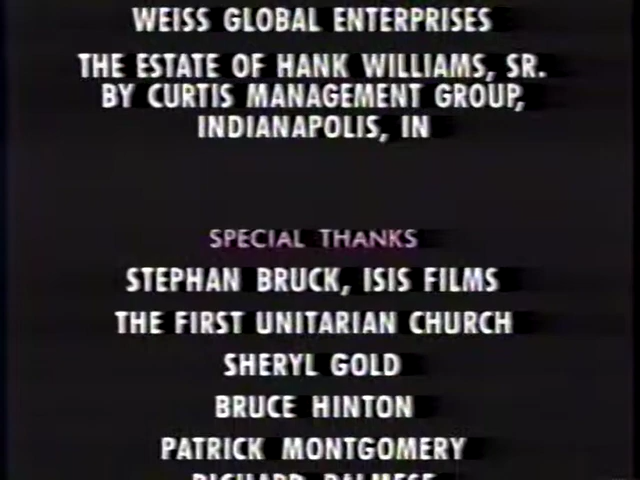 WEISS GLOBAL ENTERPRISES
THE ESTATE OF HANK WILLIAMS, SR.
BY CURTIS MANAGEMENT GROUP,
INDIANAPOLIS, IN
SPECIAL THANKS
STEPHAN BRUCK, ISIS FILMS
THE FIRST UNITARIAN CHURCH
SHERYL GOLD
BRUCE HINTON
PATRICK MONTGOMERY
RICHARD